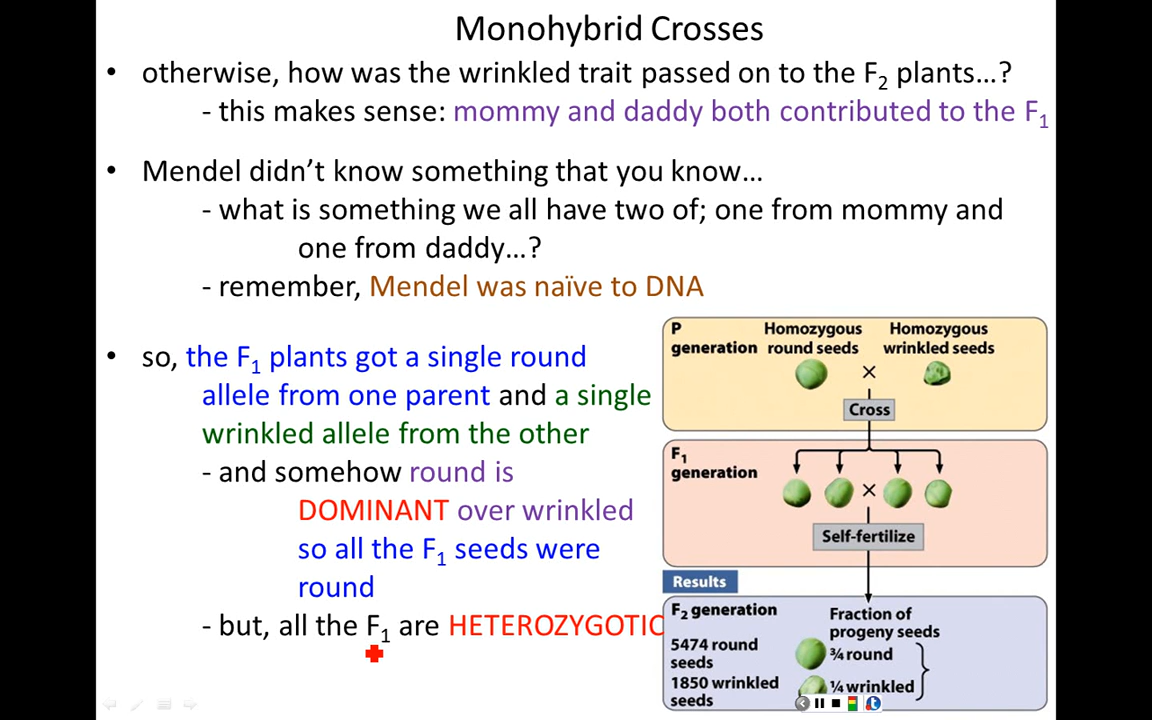 Monohybrid Crosses
• otherwise, how was the wrinkled trait passed on to the F2 plants…?
- this makes sense: mommy and daddy both contributed to the F1
• Mendel didn’t know something that you know…
- what is something we all have two of; one from mommy and
one from daddy…?
- remember, Mendel was naïve to DNA
• so, the F1 plants got a single round
allele from one parent and a single
wrinkled allele from the other
- and somehow round is
DOMINANT over wrinkled
so all the F1 seeds were
round
- but, all the F1 are HETEROZYGOTIC
P
generation
Homozygous
round seeds
Homozygous
wrinkled seeds
×
Cross
F1
generation
×
Self-fertilize
Results
F2 generation
Fraction of
progeny seeds
5474 round
seeds
¾ round
1850 wrinkled
seeds
¼ wrinkled